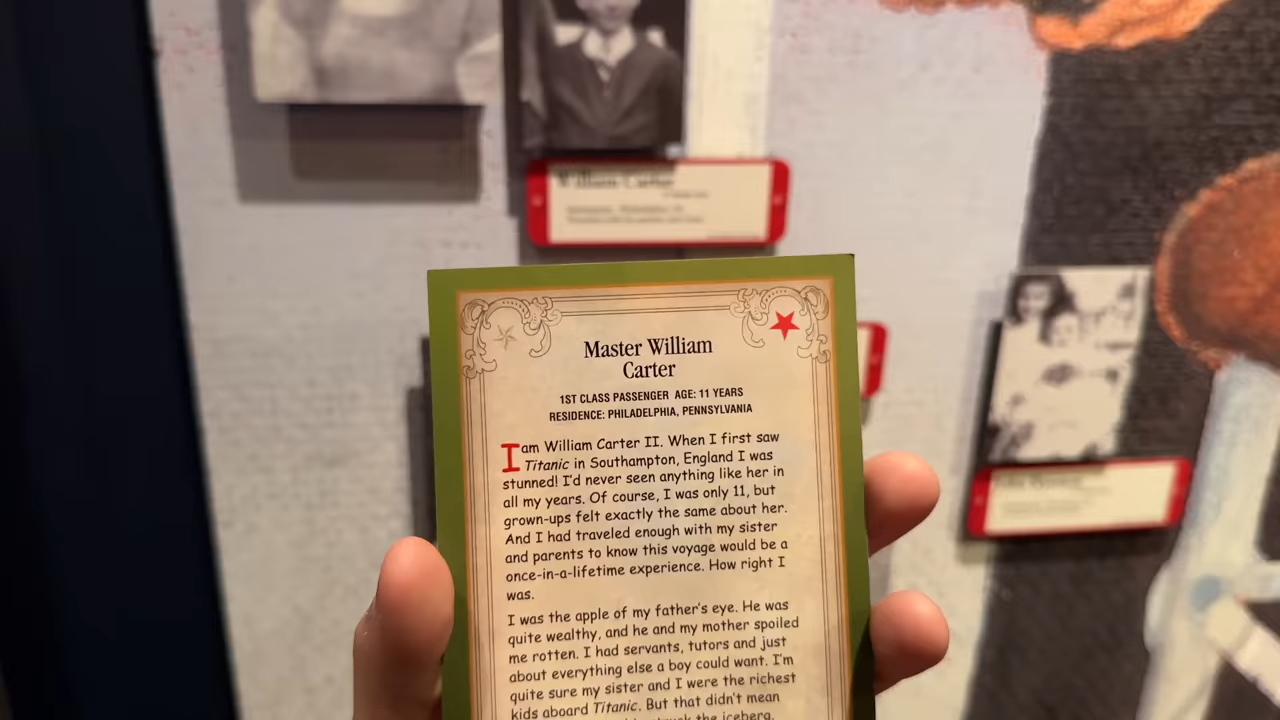 William Carter
Master William
Carter
1ST CLASS PASSENGER AGE: 11 YEARS
RESIDENCE: PHILADELPHIA, PENNSYLVANIA
I am William Carter II. When I first saw
Titanic in Southampton, England I was
stunned! I'd never seen anything like her in
all my years. Of course, I was only 11, but
grown-ups felt exactly the same about her.
And I had traveled enough with my sister
and parents to know this voyage would be a
once-in-a-lifetime experience. How right I
was.
I was the apple of my father's eye. He was
quite wealthy, and he and my mother spoiled
me rotten. I had servants, tutors and just
about everything else a boy could want. I'm
quite sure my sister and I were the richest
kids aboard Titanic. But that didn't mean
struck the iceberg.